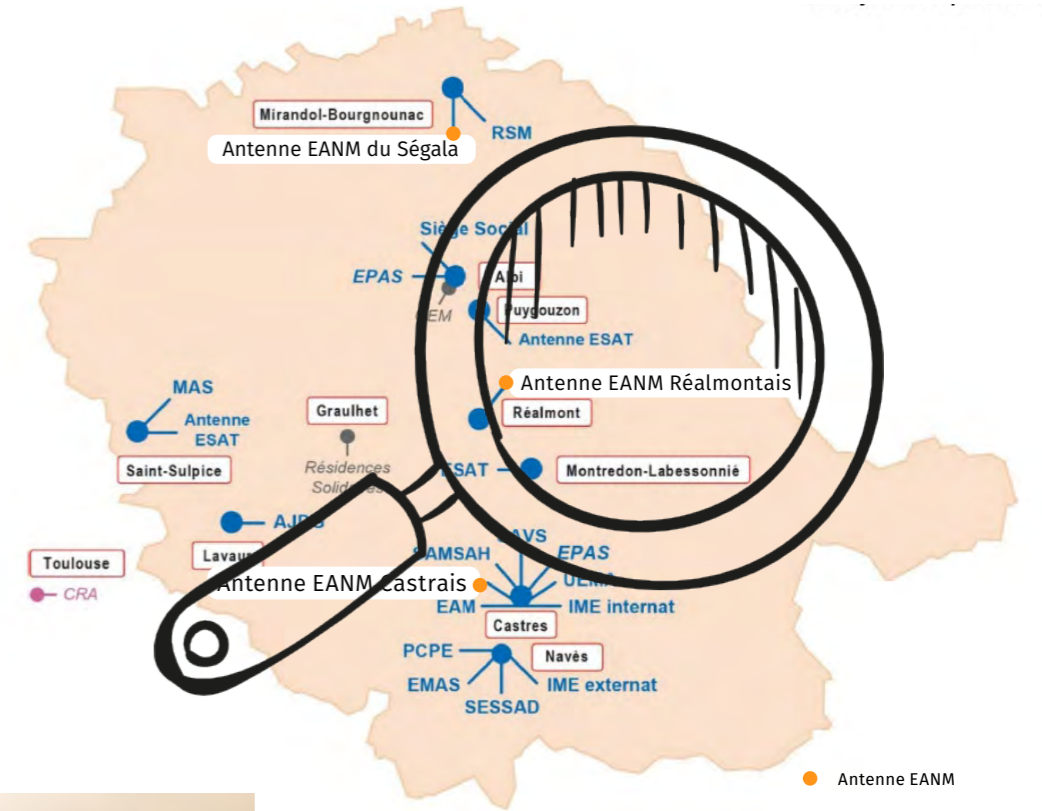 Mirandol-Bourgnounac
RSM
Antenne EANM du Ségala
Siège Social
EPAS
Albi
Puygouzon
Antenne ESAT
Antenne EANM Réalmontais
MAS
Antenne
ESAT
Saint-Sulpice
Graulhet
Résidences
Réalmont
ESAT
Montredon-Labessonnié
Lavaur
Toulouse
CRA
SAVS
SAMSAH
EPAS
UEMA
Antenne EANM Castrais
EAM
IME internat
Castres
PCPE
Navès
EMAS
IME externat
SESSAD
Antenne EANM